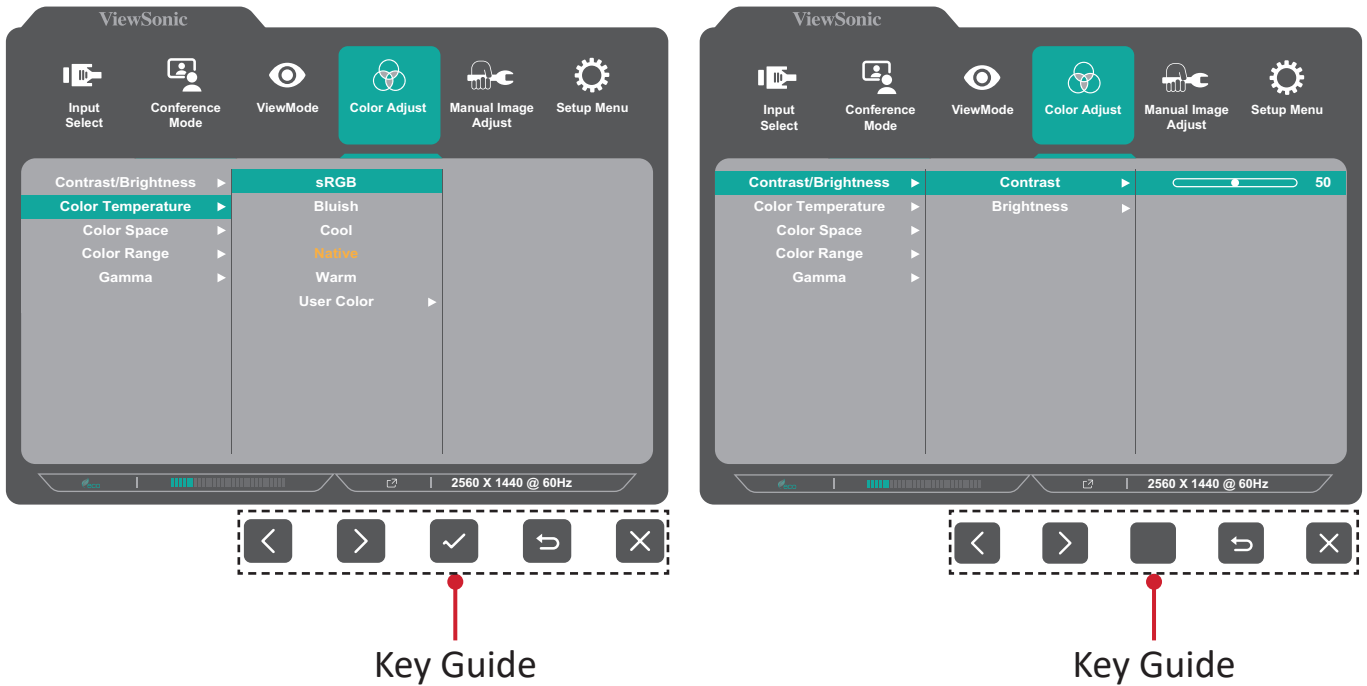 ViewSonic
Input
Select
Conference
Mode
ViewMode
Color Adjust
Manual Image
Adjust
Setup Menu
Contrast/Brightness
Color Temperature
Color Space
Color Range
Gamma
sRGB
Bluish
Cool
Native
Warm
User Color
eco
2560 X 1440 @ 60Hz
Key Guide
ViewSonic
Input
Select
Conference
Mode
ViewMode
Color Adjust
Manual Image
Adjust
Setup Menu
Contrast/Brightness
Color Temperature
Color Space
Color Range
Gamma
Contrast
Brightness
50
eco
2560 X 1440 @ 60Hz
Key Guide